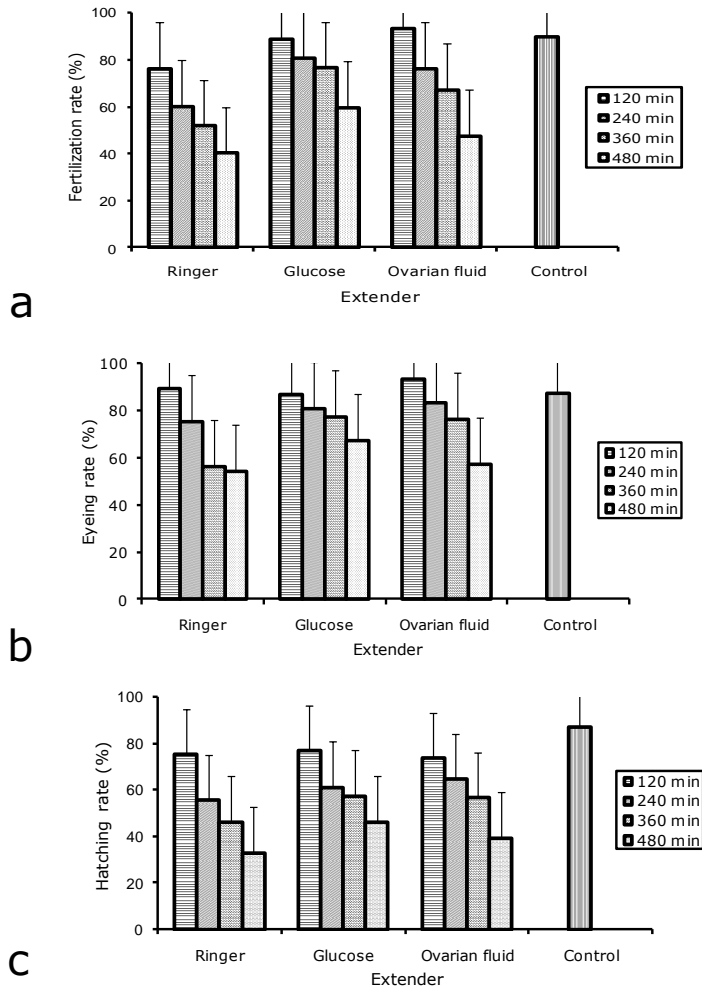 100
80
60
40
20
0
Fertilization rate (%)
Ringer
Glucose
Ovarian fluid
Control
Extender
120 min
240 min
360 min
480 min
a
100
80
60
40
20
0
Eyeing rate (%)
Ringer
Glucose
Ovarian fluid
Control
Extender
120 min
240 min
360 min
480 min
b
100
80
60
40
20
0
Hatching rate (%)
Ringer
Glucose
Ovarian fluid
Control
Extender
120 min
240 min
360 min
480 min
c